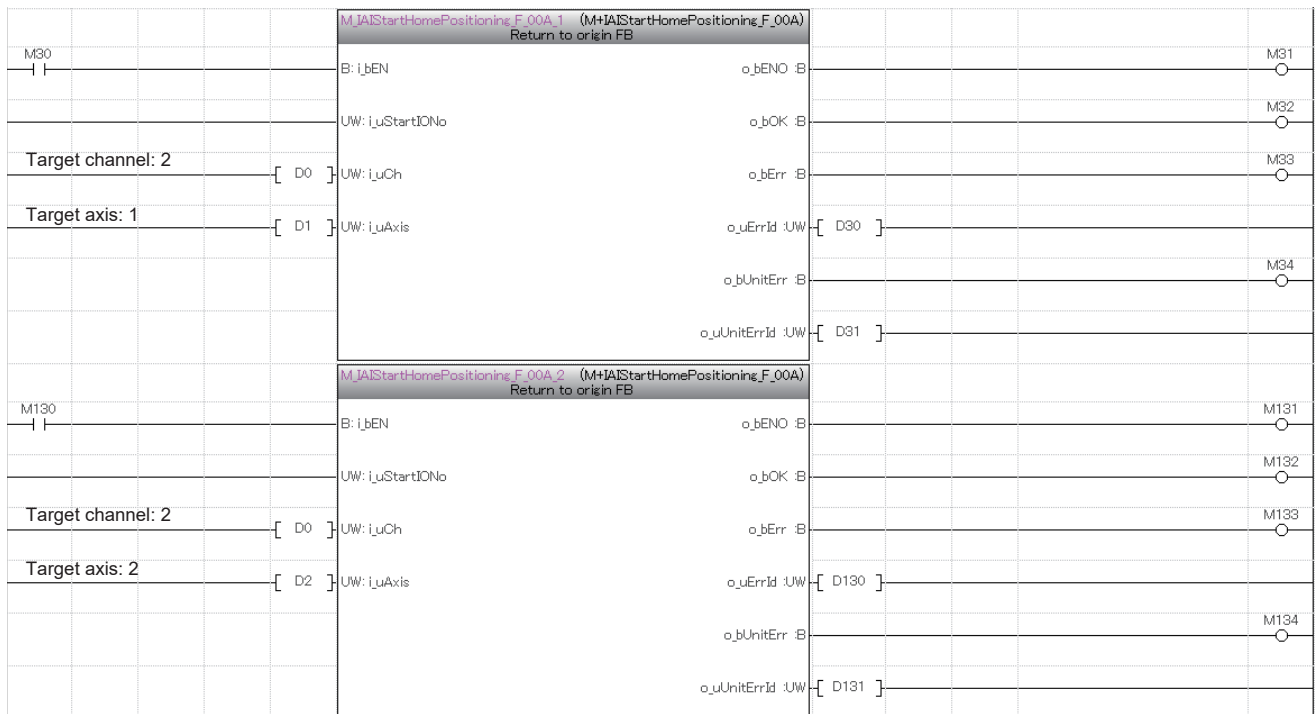 M_IAIStartHomePositioning_F_00A_1 (M+IAIStartHomePositioning_F_00A)
Return to origin FB
M30
B: i_bEN
o_bENO :B
M31
UW: i_uStartIONo
o_bOK :B
M32
Target channel: 2
[ D0 ]
UW: i_uCh
o_bErr :B
M33
Target axis: 1
[ D1 ]
UW: i_uAxis
o_uErrId :UW
[ D30 ]
o_bUnitErr :B
M34
o_uUnitErrId :UW
[ D31 ]
M_IAIStartHomePositioning_F_00A_2 (M+IAIStartHomePositioning_F_00A)
Return to origin FB
M130
B: i_bEN
o_bENO :B
M131
UW: i_uStartIONo
o_bOK :B
M132
Target channel: 2
[ D0 ]
UW: i_uCh
o_bErr :B
M133
Target axis: 2
[ D2 ]
UW: i_uAxis
o_uErrId :UW
[ D130 ]
o_bUnitErr :B
M134
o_uUnitErrId :UW
[ D131 ]